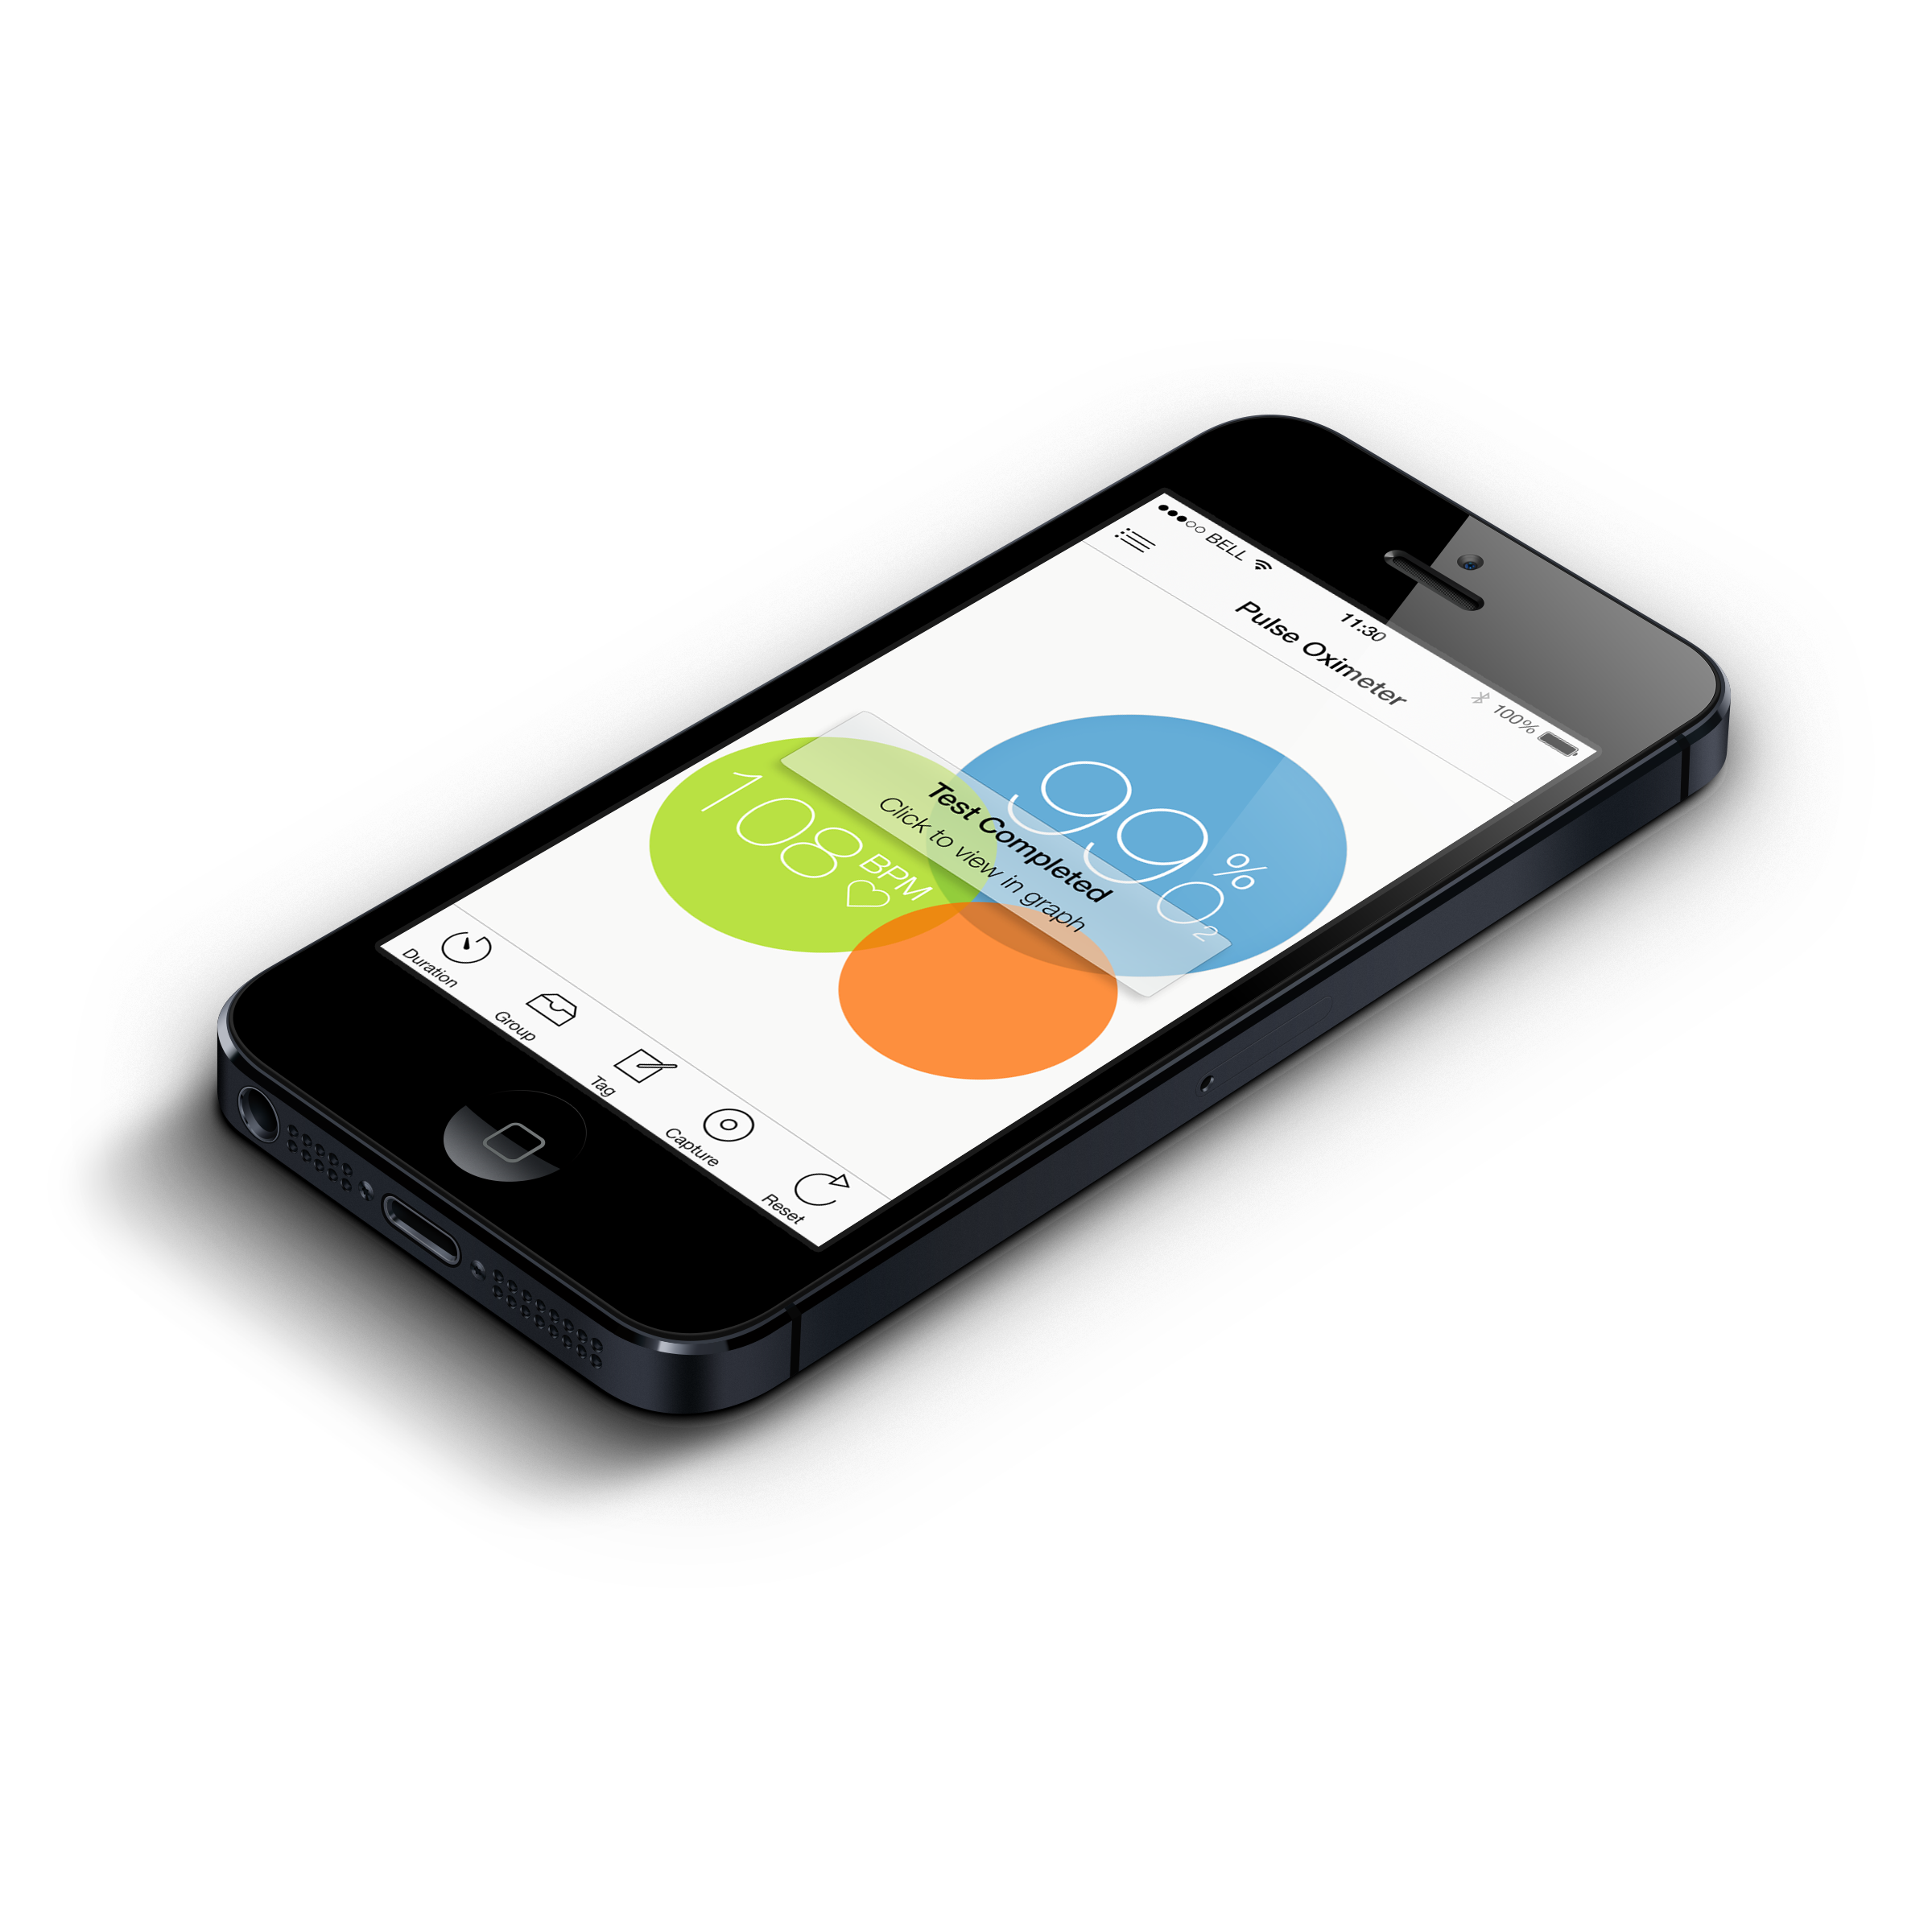 BELL
11:30
100%
Pulse Oximeter
99%
O2
Test Completed
Click to view in graph
108 BPM
Duration
Group
Tag
Capture
Reset